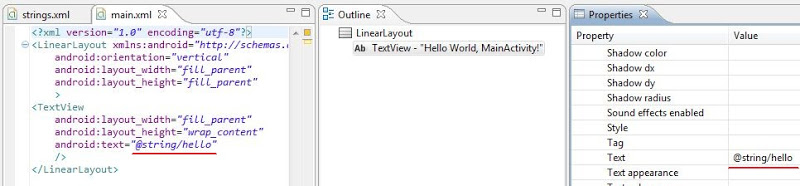 strings.xml
main.xml
<?xml version="1.0" encoding="utf-8"?>
<LinearLayout xmlns:android="http://schemas.
android:orientation="vertical"
android:layout_width="fill_parent"
android:layout_height="fill_parent"
>
<TextView
android:layout_width="fill_parent"
android:layout_height="wrap_content"
android:text="@string/hello"
/>
</LinearLayout>
Outline
LinearLayout
Ab TextView - "Hello World, MainActivity!"
Properties
Property Value
Shadow color
Shadow dx
Shadow dy
Shadow radius
Sound effects enabled
Style
Tag
Text @string/hello
Text appearance